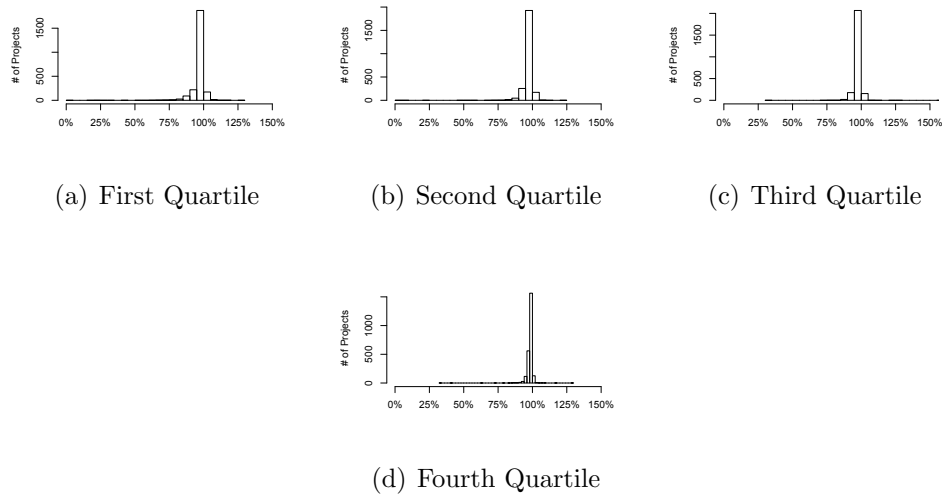 # of Projects
1500
500
0
0% 25% 50% 75% 100% 125% 150%
(a) First Quartile
# of Projects
1500
500
0
0% 25% 50% 75% 100% 125% 150%
(b) Second Quartile
# of Projects
1500
500
0
0% 25% 50% 75% 100% 125% 150%
(c) Third Quartile
# of Projects
1000
500
0
0% 25% 50% 75% 100% 125% 150%
(d) Fourth Quartile